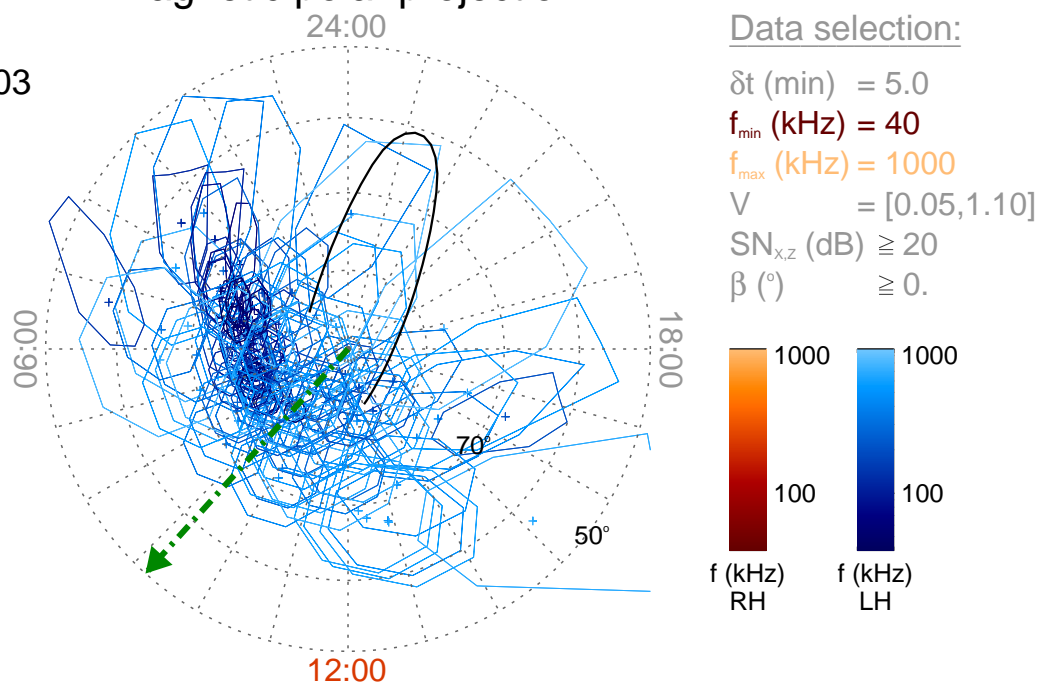 24:00
03
06:00
18:00
70°
50°
12:00
Data selection:
δt (min) = 5.0
fmin (kHz) = 40
fmax (kHz) = 1000
V = [0.05,1.10]
SNx,z (dB) ≧ 20
β (°) ≧ 0.
1000
1000
100
100
f (kHz)
RH
f (kHz)
LH